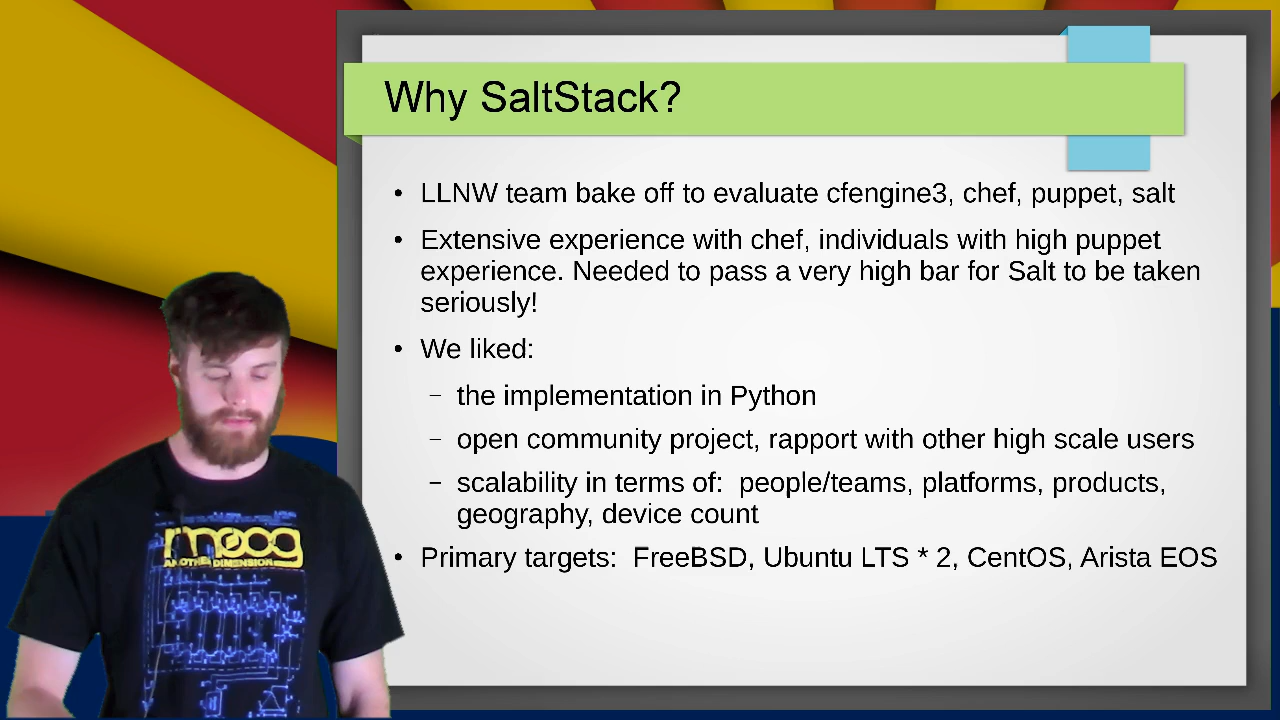 Why SaltStack?
• LLNW team bake off to evaluate cfengine3, chef, puppet, salt
• Extensive experience with chef, individuals with high puppet
experience. Needed to pass a very high bar for Salt to be taken
seriously!
• We liked:
– the implementation in Python
– open community project, rapport with other high scale users
– scalability in terms of:  people/teams, platforms, products,
geography, device count
• Primary targets:  FreeBSD, Ubuntu LTS * 2, CentOS, Arista EOS
moog
ANOTHER DIMENSION